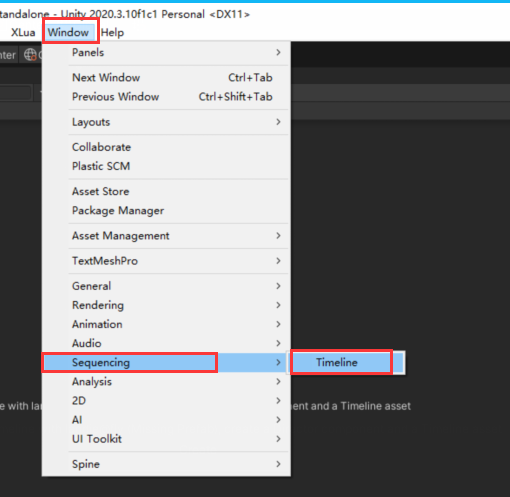 tandalone - Unity 2020.3.10f1c1 Personal <DX11>
XLua Window Help
Panels
Next Window Ctrl+Tab
Previous Window Ctrl+Shift+Tab
Layouts
Collaborate
Plastic SCM
Asset Store
Package Manager
Asset Management
TextMeshPro
General
Rendering
Animation
Audio
Sequencing Timeline
Analysis
2D
e with ent and a Timeline asset
AI
UI Toolkit
Spine